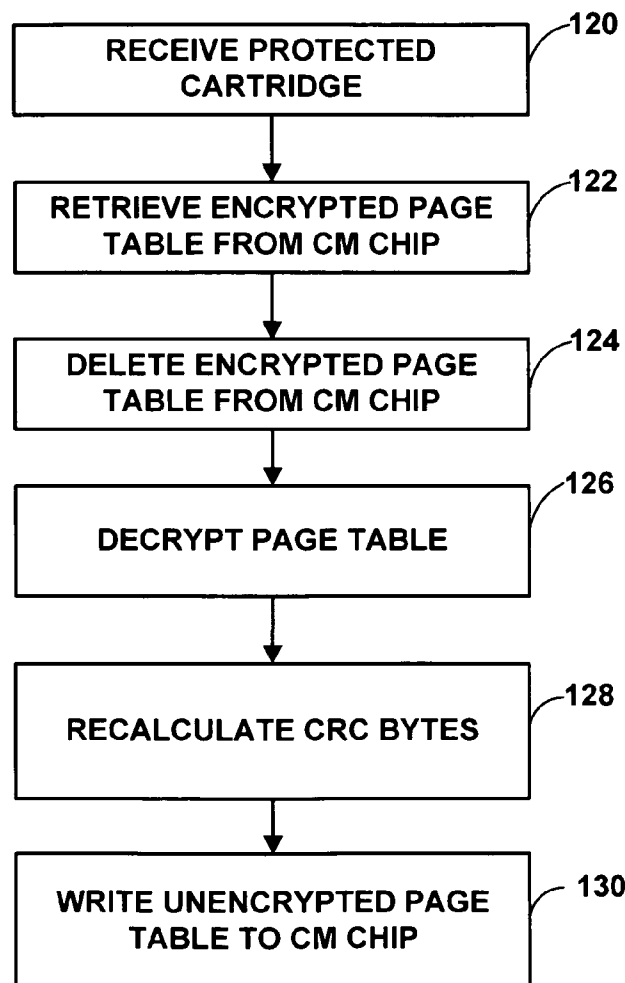 120
RECEIVE PROTECTED
CARTRIDGE
122
RETRIEVE ENCRYPTED PAGE
TABLE FROM CM CHIP
124
DELETE ENCRYPTED PAGE
TABLE FROM CM CHIP
126
DECRYPT PAGE TABLE
128
RECALCULATE CRC BYTES
130
WRITE UNENCRYPTED PAGE
TABLE TO CM CHIP